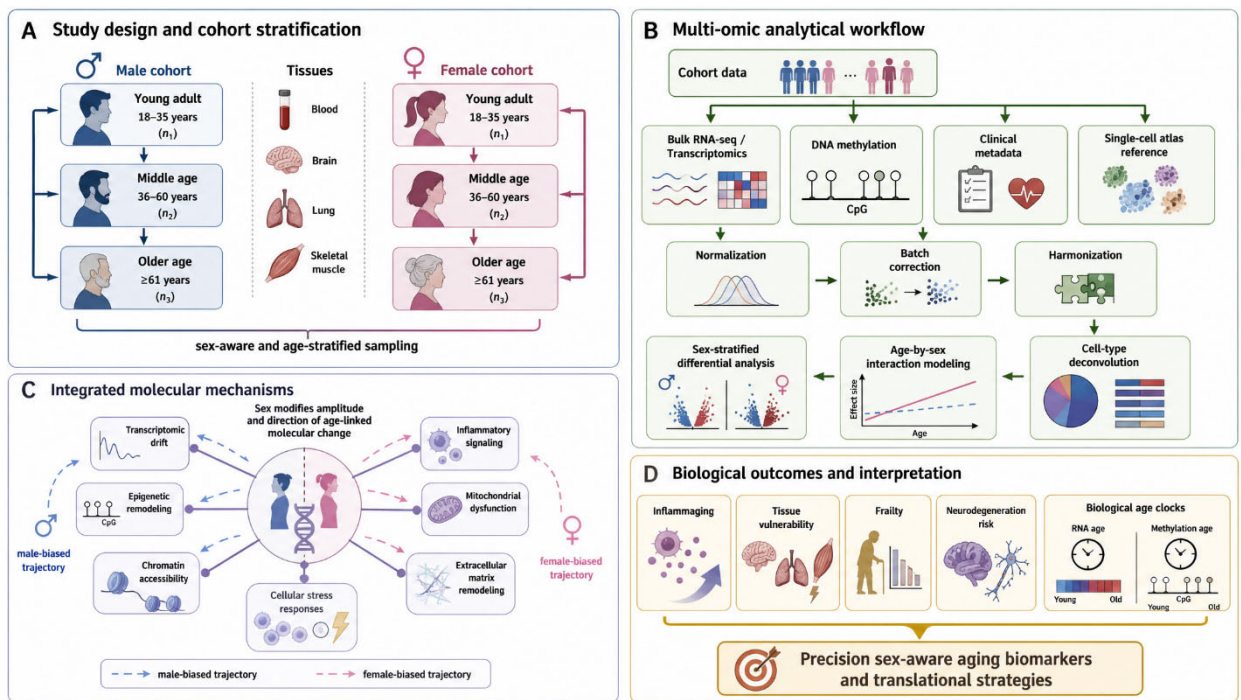 A Study design and cohort stratification
♂ Male cohort
Young adult
18–35 years
(n₁)
Middle age
36–60 years
(n₂)
Older age
≥61 years
(n₃)
Tissues
Blood
Brain
Lung
Skeletal
muscle
♀ Female cohort
Young adult
18–35 years
(n₁)
Middle age
36–60 years
(n₂)
Older age
≥61 years
(n₃)
sex-aware and age-stratified sampling
B Multi-omic analytical workflow
Cohort data
...
Bulk RNA-seq /
Transcriptomics
DNA methylation
CpG
Clinical
metadata
Single-cell atlas
reference
Normalization
Batch
correction
Harmonization
Sex-stratified
differential analysis
♂ ♀
Age-by-sex
interaction modeling
Effect size
Age
Cell-type
deconvolution
C Integrated molecular mechanisms
Sex modifies amplitude
and direction of age-linked
molecular change
Transcriptomic
drift
Epigenetic
remodeling
CpG
Chromatin
accessibility
♂
male-biased
trajectory
Inflammatory
signaling
Mitochondrial
dysfunction
Extracellular
matrix
remodeling
♀
female-biased
trajectory
Cellular stress
responses
male-biased trajectory
female-biased trajectory
D Biological outcomes and interpretation
Inflammaging
Tissue
vulnerability
Frailty
Neurodegeneration
risk
Biological age clocks
RNA age
Young Old
Methylation age
CpG
Young Old
Precision sex-aware aging biomarkers
and translational strategies